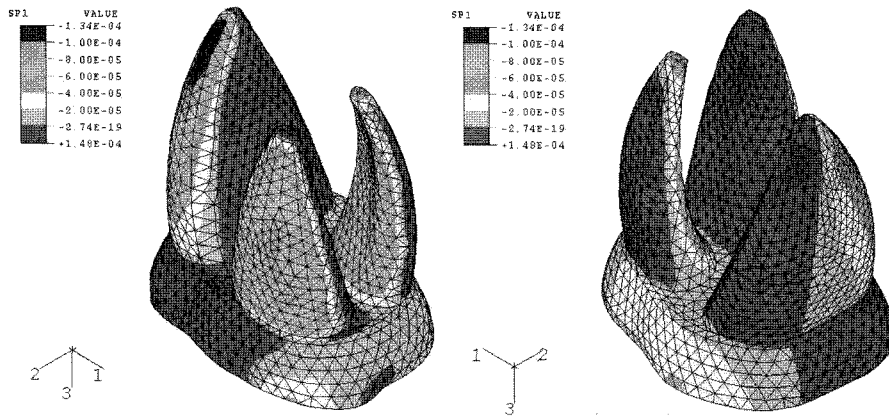 SP1 VALUE
-1.34E-04
-1.00E-04
-8.00E-05
-6.00E-05
-4.00E-05
-2.00E-05
-2.74E-19
+1.48E-04
2 3 1
SP1 VALUE
-1.34E-04
-1.00E-04
-8.00E-05
-6.00E-05
-4.00E-05
-2.00E-05
-2.74E-19
+1.48E-04
1 2
3